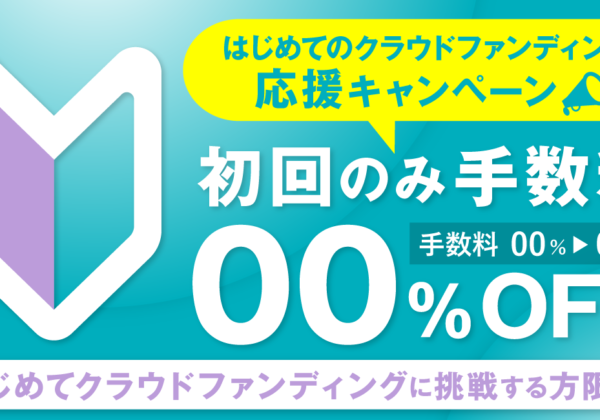 はじめてのクラウドファンディン
応援キャンペーン
初回のみ手数
手数料 00%▶
00%OF
じめてクラウドファンディングに挑戦する方限